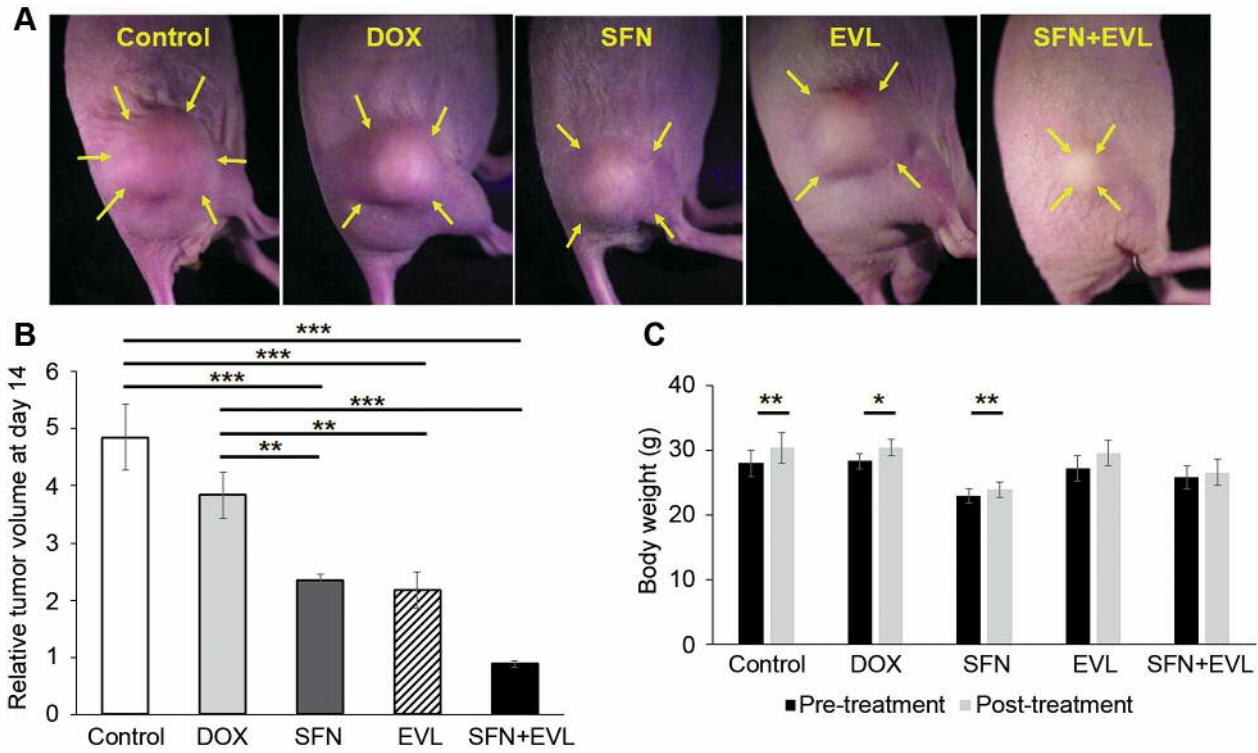 A
Control
DOX
SFN
EVL
SFN+EVL
B
Relative tumor volume at day 14
6
5
4
3
2
1
0
***
***
***
***
**
**
Control
DOX
SFN
EVL
SFN+EVL
C
Body weight (g)
40
30
20
10
0
**
*
**
Control
DOX
SFN
EVL
SFN+EVL
Pre-treatment
Post-treatment